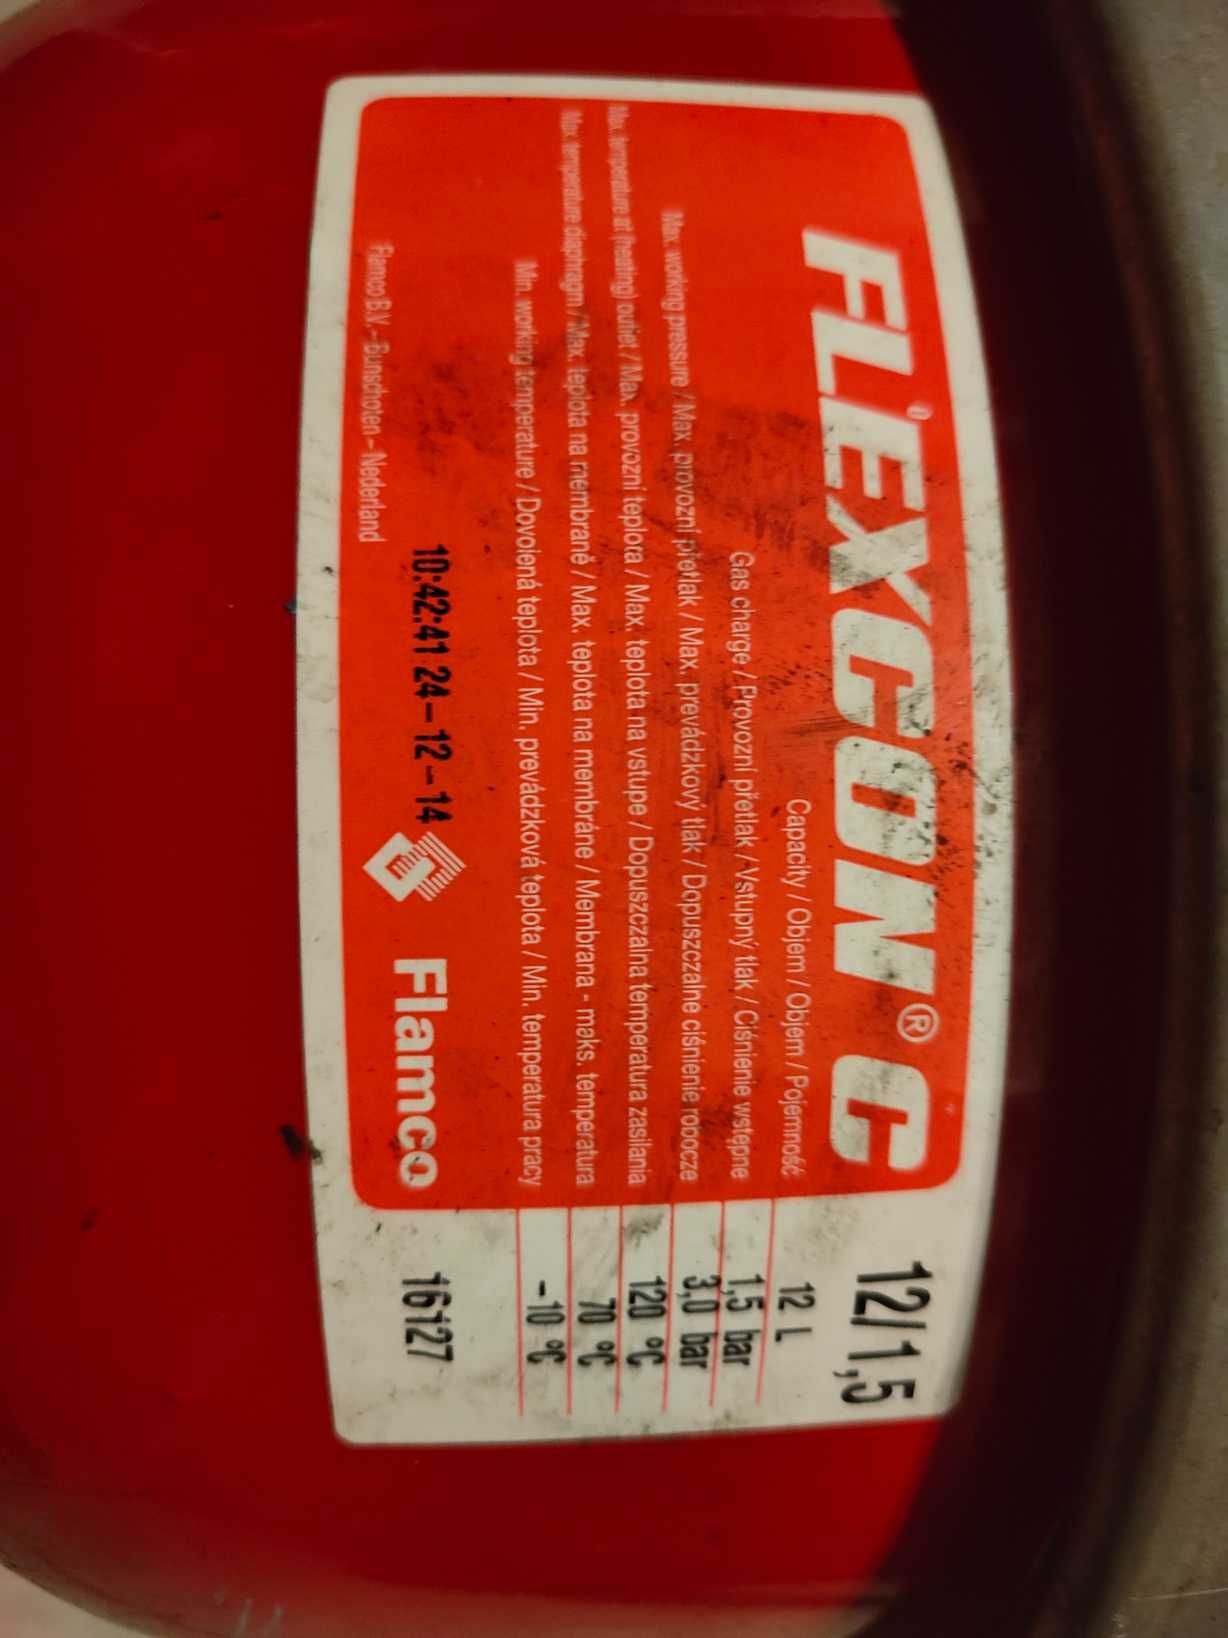 FLEXCON® C 12/1,5
Capacity / Objem / Objem / Pojemność 12 L
Gas charge / Provozní přetlak / Vstupný tlak / Ciśnienie wstępne 1,5 bar
Max. working pressure / Max. provozní přetlak / Max. prevádzkový tlak / Dopuszczalne ciśnienie robocze 3,0 bar
Max. temperature at (heating) outlet / Max. provozní teplota / Max. teplota na vstupe / Dopuszczalna temperatura zasilania 120 °C
Max. temperature diaphragm / Max. teplota na membraně / Max. teplota na membráne / Membrana - maks. temperatura 70 °C
Min. working temperature / Dovolená teplota / Min. prevádzková teplota / Min. temperatura pracy -10 °C
10:42:41 24-12-14 Flamco 16127
Flamco B.V. - Bunschoten - Nederland